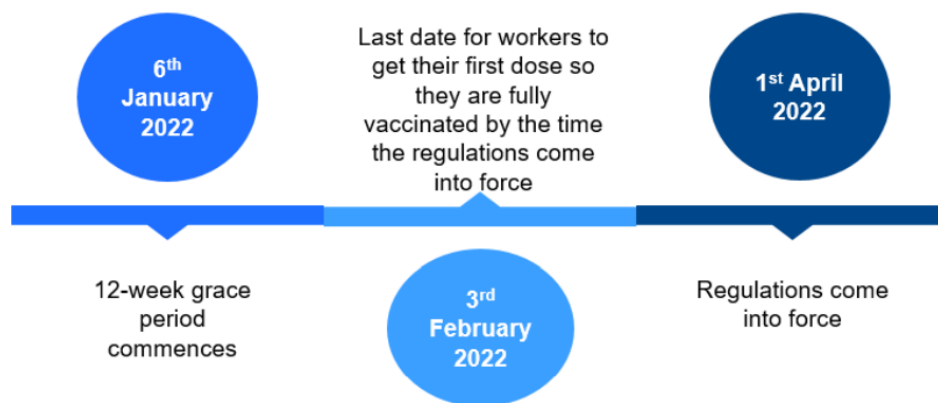 6th
January
2022
12-week grace
period
commences
Last date for workers to
get their first dose so
they are fully
vaccinated by the time
the regulations come
into force
3rd
February
2022
1st April
2022
Regulations come
into force